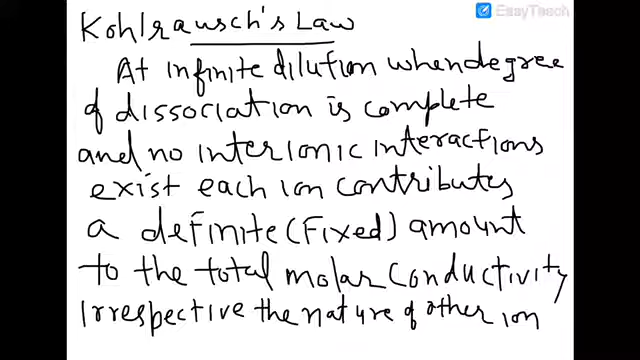 EasyTeach
Kohlrausch's Law
At infinite dilution when degree
of dissociation is complete
and no interionic interactions
exist each ion contributes
a definite (Fixed) amount
to the total molar conductivity
irrespective the nature of other ion